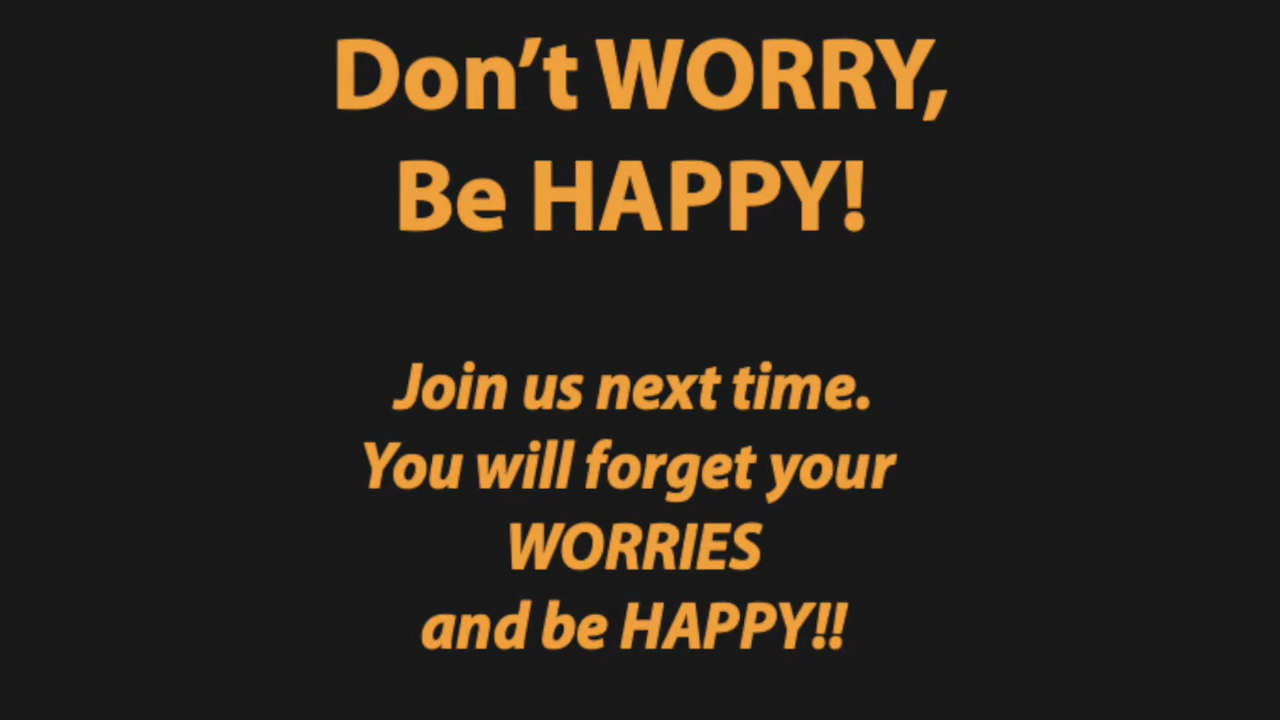 Don’t WORRY,
Be HAPPY!
Join us next time.
You will forget your
WORRIES
and be HAPPY!!